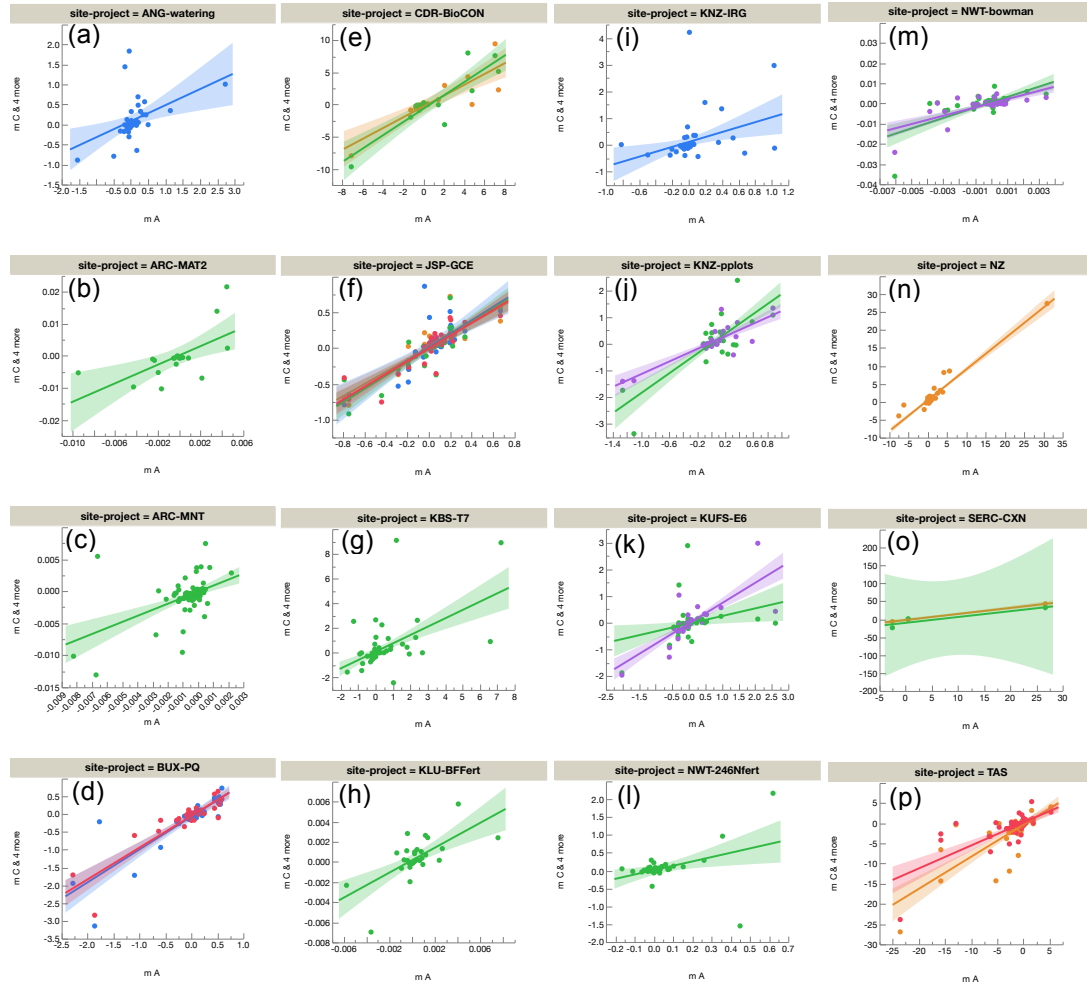 site-project = ANG-watering
(a)
m C & 4 more
2.5
2.0
1.5
1.0
0.5
0.0
-0.5
-1.0
-1.5
-2.0 -1.5 -0.5 0.0 0.5 1.5 2.0 2.5 3.0
m A
site-project = CDR-BioCON
(e)
m C & 4 more
10
5
0
-5
-10
-8 -6 -4 -2 0 2 4 6 8
m A
site-project = KNZ-IRG
(i)
m C & 4 more
4
3
2
1
0
-1
-1.0 -0.6 -0.2 0.2 0.4 0.6 0.8 1.0 1.2
m A
site-project = NWT-bowman
(m)
m C & 4 more
0.03
0.02
0.01
0.00
-0.01
-0.02
-0.03
-0.04
-0.007 -0.005 -0.003 -0.001 0.001 0.003
m A
site-project = ARC-MAT2
(b)
m C & 4 more
0.02
0.01
0.00
-0.01
-0.02
-0.010 -0.006 -0.002 0.002 0.006
m A
site-project = JSP-GCE
(f)
m C & 4 more
1.0
0.5
0.0
-0.5
-1.0
-0.8 -0.6 -0.4 -0.2 0.0 0.2 0.4 0.6 0.8
m A
site-project = KNZ-pplots
(j)
m C & 4 more
2
1
0
-1
-2
-3
-1.4 -1.0 -0.6 -0.2 0.0 0.2 0.4 0.6 0.8
m A
site-project = NZ
(n)
m C & 4 more
30
25
20
15
10
5
0
-5
-10
-10 -5 0 5 10 15 20 25 30 35
m A
site-project = ARC-MNT
(c)
m C & 4 more
0.005
0.000
-0.005
-0.010
-0.015
-0.009 -0.008 -0.007 -0.006 -0.005 -0.004 -0.003 -0.002 -0.001 0.000 0.001 0.002 0.003
m A
site-project = KBS-T7
(g)
m C & 4 more
8
6
4
2
0
-2
-2 -1 0 1 2 3 4 5 6 7 8
m A
site-project = KUFS-E6
(k)
m C & 4 more
3
2
1
0
-1
-2
-2.5 -1.5 -0.5 0.0 0.5 1.0 1.5 2.0 2.5 3.0
m A
site-project = SERC-CXN
(o)
m C & 4 more
200
150
100
50
0
-50
-100
-150
-200
-5 0 5 10 15 20 25 30
m A
site-project = BUX-PQ
(d)
m C & 4 more
1.0
0.5
0.0
-0.5
-1.0
-1.5
-2.0
-2.5
-3.0
-3.5
-2.5 -2.0 -1.5 -1.0 -0.5 0.0 0.5 1.0
m A
site-project = KLU-BFFert
(h)
m C & 4 more
0.006
0.004
0.002
0.000
-0.002
-0.004
-0.006
-0.008
-0.006 -0.002 0.002 0.006
m A
site-project = NWT-246Nfert
(l)
m C & 4 more
2.0
1.5
1.0
0.5
0.0
-0.5
-1.0
-1.5
-2.0
-0.2 -0.1 0.0 0.1 0.2 0.3 0.4 0.5 0.6 0.7
m A
site-project = TAS
(p)
m C & 4 more
10
5
0
-5
-10
-15
-20
-25
-30
-25 -20 -15 -10 -5 0 5
m A